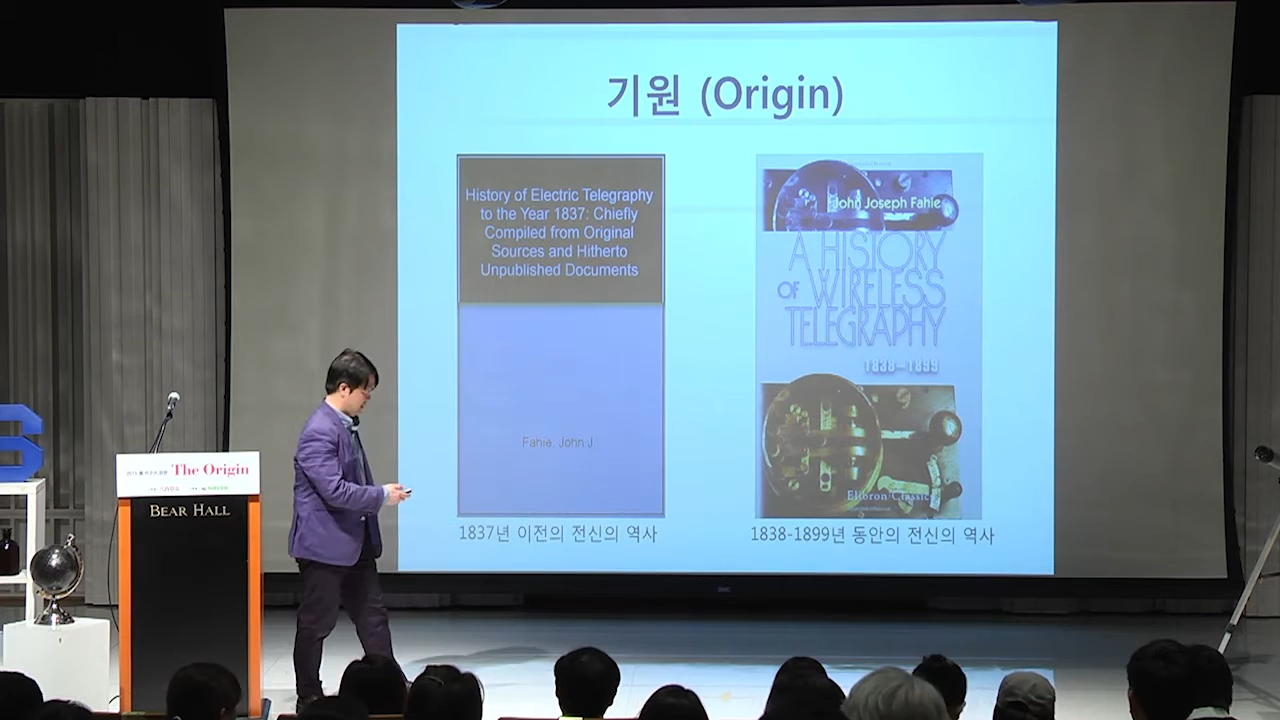 기원 (Origin)
History of Electric Telegraphy
to the Year 1837: Chiefly
Compiled from Original
Sources and Hitherto
Unpublished Documents
Fahie, John J.
1837년 이전의 전신의 역사
John Joseph Fahie
A HISTORY
OF WIRELESS
TELEGRAPHY
1838-1899
Elibron Classics
1838-1899년 동안의 전신의 역사
The Origin
BEAR HALL